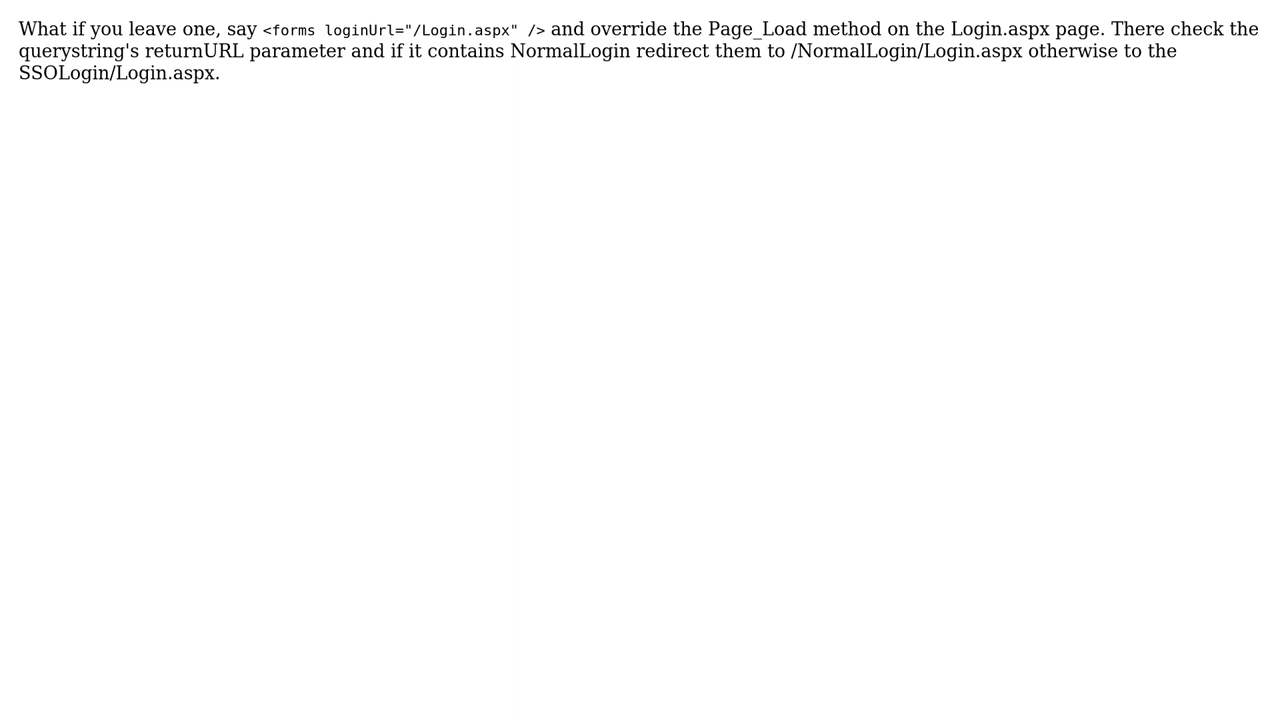 What if you leave one, say <forms loginUrl="/Login.aspx" /> and override the Page_Load method on the Login.aspx page. There check the
querystring's returnURL parameter and if it contains NormalLogin redirect them to /NormalLogin/Login.aspx otherwise to the
SSOLogin/Login.aspx.